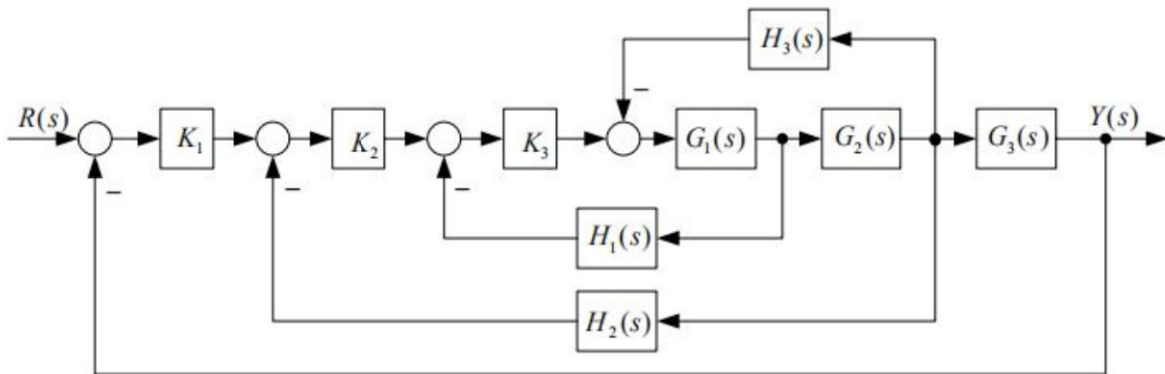 H₃(s)
−
R(s) K₁ K₂ K₃ G₁(s) G₂(s) G₃(s) Y(s)
− − −
H₁(s)
H₂(s)